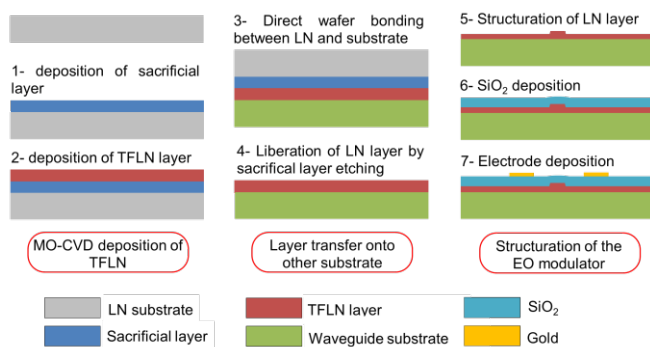 1- deposition of sacrificial
layer
2- deposition of TFLN layer
MO-CVD deposition of
TFLN
3- Direct wafer bonding
between LN and substrate
4- Liberation of LN layer by
sacrifical layer etching
Layer transfer onto
other substrate
5- Structuration of LN layer
6- SiO₂ deposition
7- Electrode deposition
Structuration of the
EO modulator
LN substrate
TFLN layer
SiO₂
Sacrificial layer
Waveguide substrate
Gold